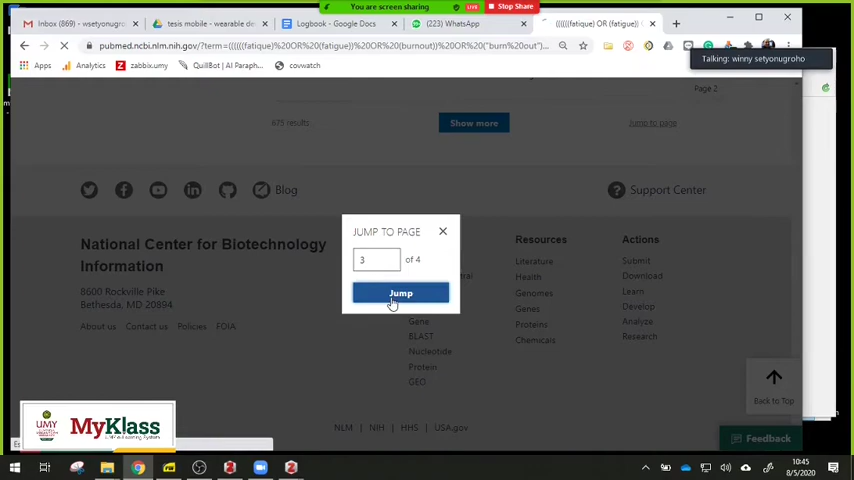 You are screen sharing
LIVE
Stop Share
Inbox (869) - wsetyonugro
tesis mobile - wearable de
Logbook - Google Docs
(223) WhatsApp
((((((fatique)) OR (fatigue))
pubmed.ncbi.nlm.nih.gov/?term=((((((fatique)%20OR%20(fatigue))%20OR%20(burnout))%20OR%20("burn%20out")...
Talking: winny setyonugroho
Apps
Analytics
zabbix.umy
QuillBot | AI Paraph...
covwatch
Page 2
675 results
Show more
Jump to page
Blog
Support Center
JUMP TO PAGE
3 of 4
Jump
National Center for Biotechnology
Information
8600 Rockville Pike
Bethesda, MD 20894
About us
Contact us
Policies
FOIA
Gene
BLAST
Nucleotide
Protein
GEO
Resources
Literature
Health
Genomes
Genes
Proteins
Chemicals
Actions
Submit
Download
Learn
Develop
Analyze
Research
Back to Top
UMY
MyKlass
NLM
NIH
HHS
USA.gov
Feedback
10:45
8/5/2020